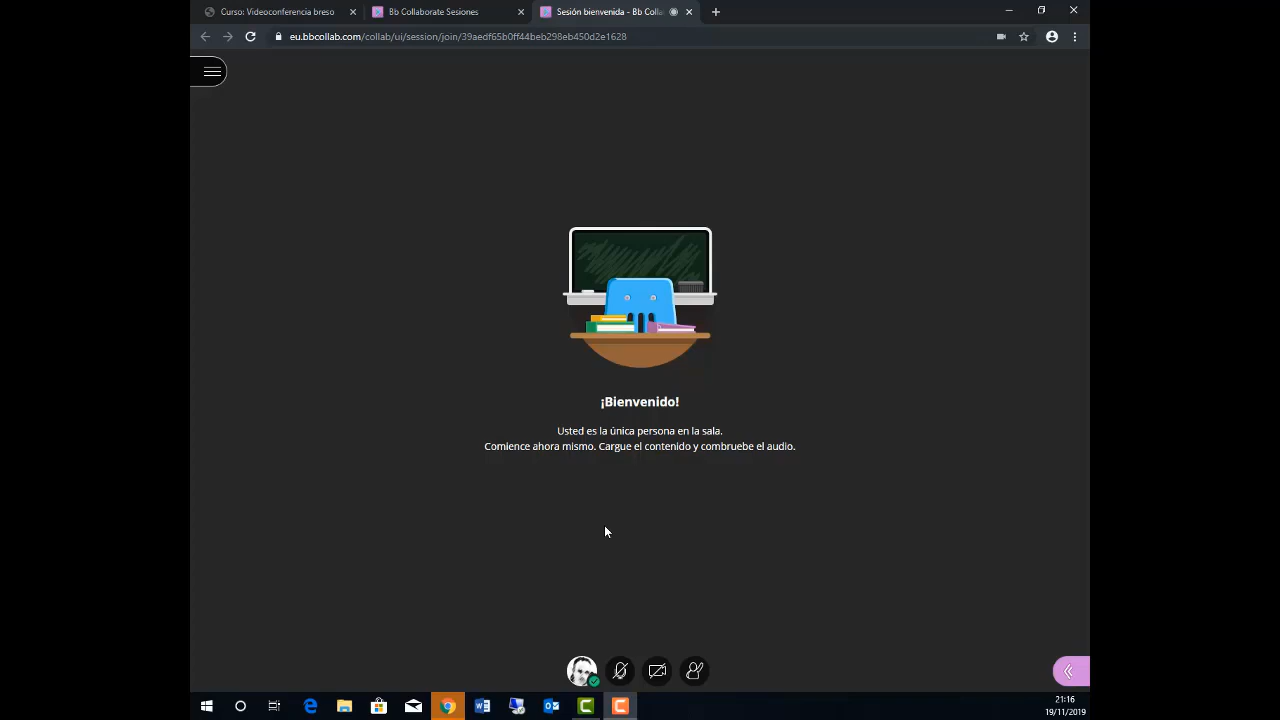 Curso: Videoconferencia breso
Bb Collaborate Sesiones
Sesión bienvenida - Bb Colla
eu.bbcollab.com/collab/ui/session/join/39aedf65b0ff44beb298eb450d2e1628
¡Bienvenido!
Usted es la única persona en la sala.
Comience ahora mismo. Cargue el contenido y combruebe el audio.
21:16
19/11/2019